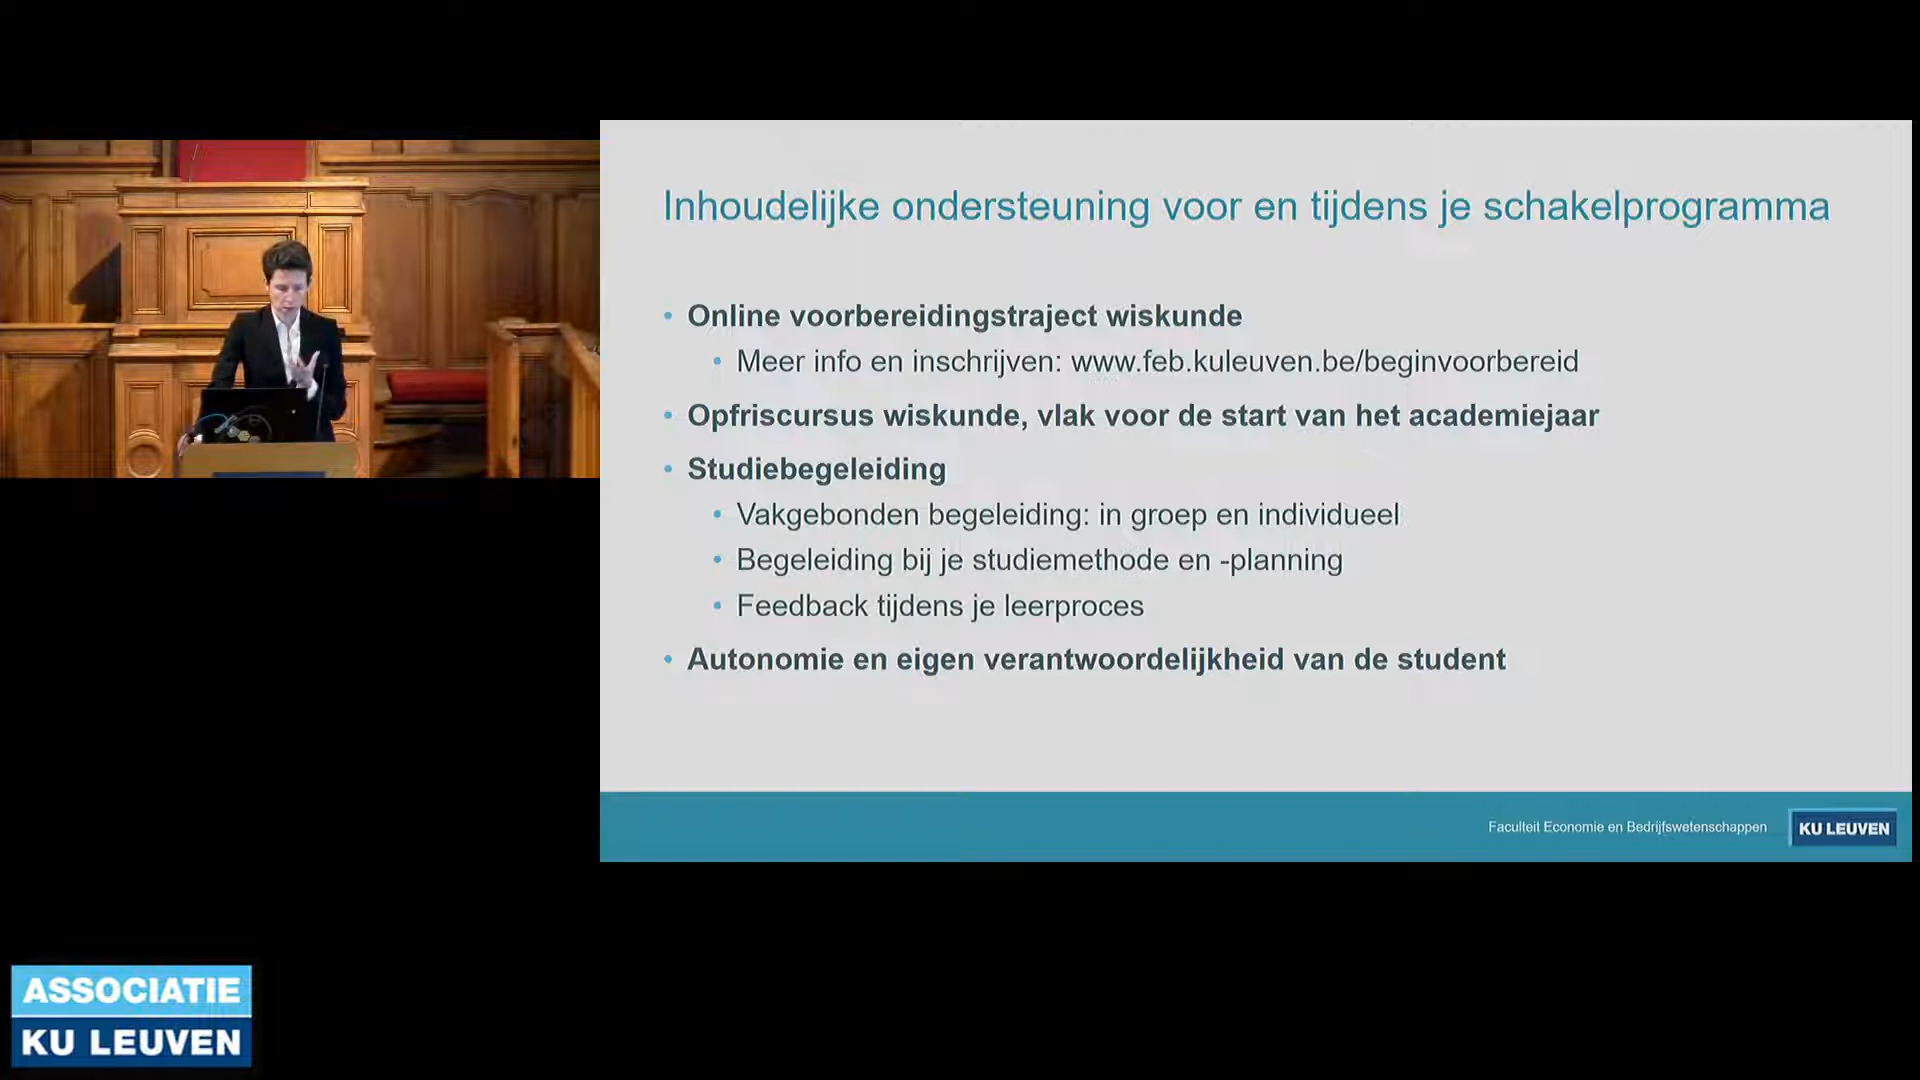 Inhoudelijke ondersteuning voor en tijdens je schakelprogramma
• Online voorbereidingstraject wiskunde
• Meer info en inschrijven: www.feb.kuleuven.be/beginvoorbereid
• Opfriscursus wiskunde, vlak voor de start van het academiejaar
• Studiebegeleiding
• Vakgebonden begeleiding: in groep en individueel
• Begeleiding bij je studiemethode en -planning
• Feedback tijdens je leerproces
• Autonomie en eigen verantwoordelijkheid van de student
Faculteit Economie en Bedrijfswetenschappen
KU LEUVEN
ASSOCIATIE
KU LEUVEN